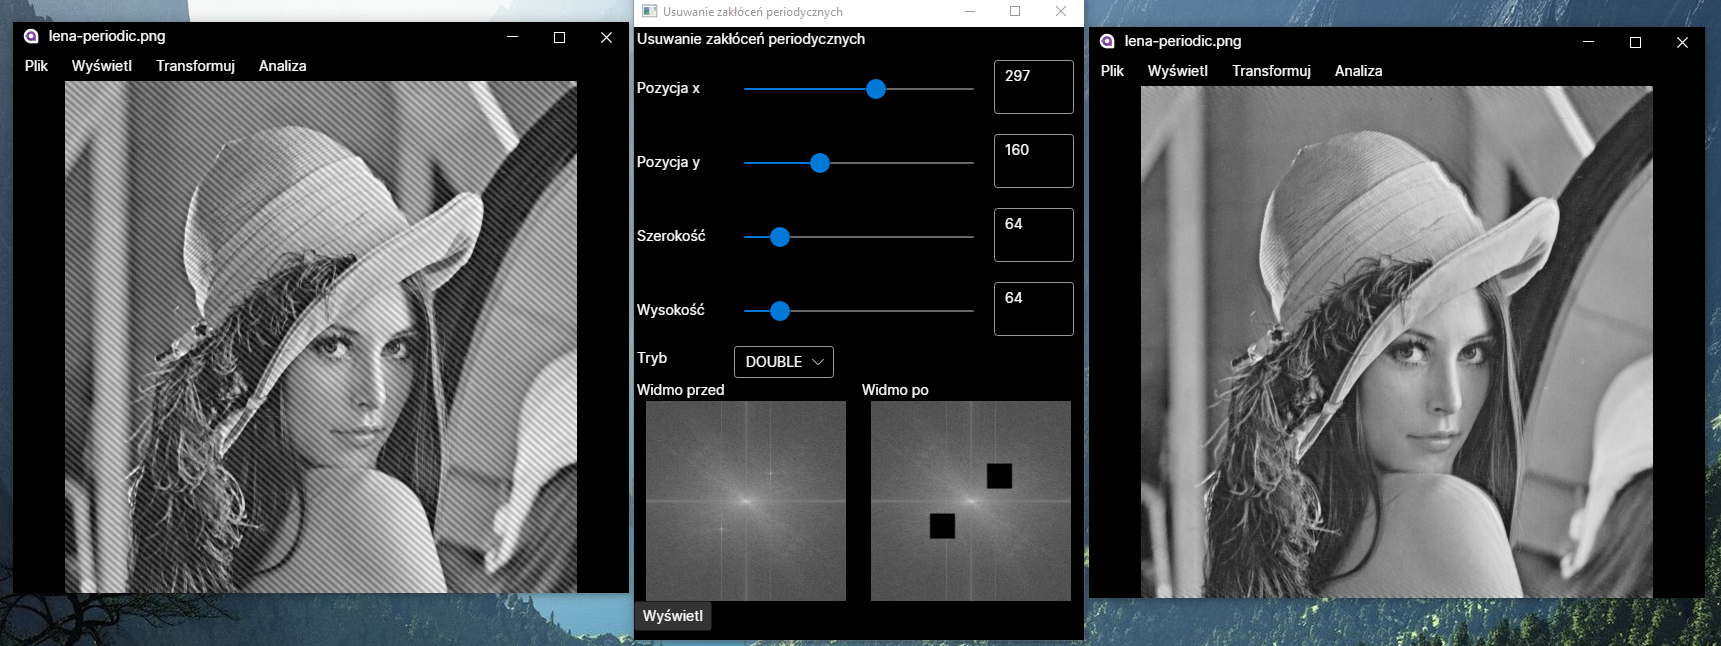 lena-periodic.png
Plik Wyświetl Transformuj Analiza
Usuwanie zakłóceń periodycznych
Usuwanie zakłóceń periodycznych
Pozycja x 297
Pozycja y 160
Szerokość 64
Wysokość 64
Tryb DOUBLE
Widmo przed Widmo po
Wyświetl
lena-periodic.png
Plik Wyświetl Transformuj Analiza